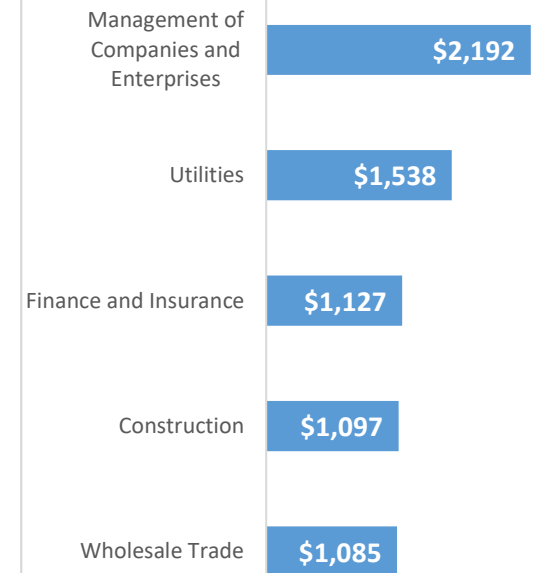 Management of
Companies and
Enterprises
$2,192
Utilities
$1,538
Finance and Insurance
$1,127
Construction
$1,097
Wholesale Trade
$1,085